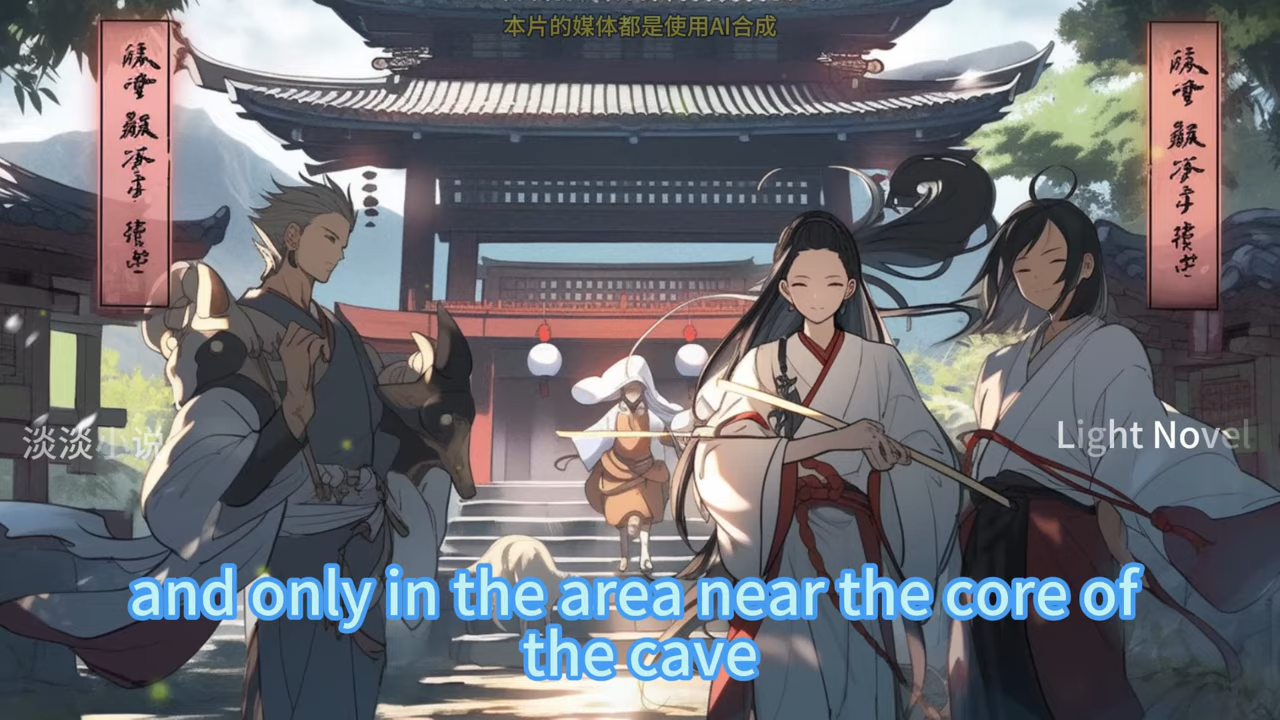 本片的媒体都是使用AI合成
淡淡小说
Light Novel
and only in the area near the core of
the cave